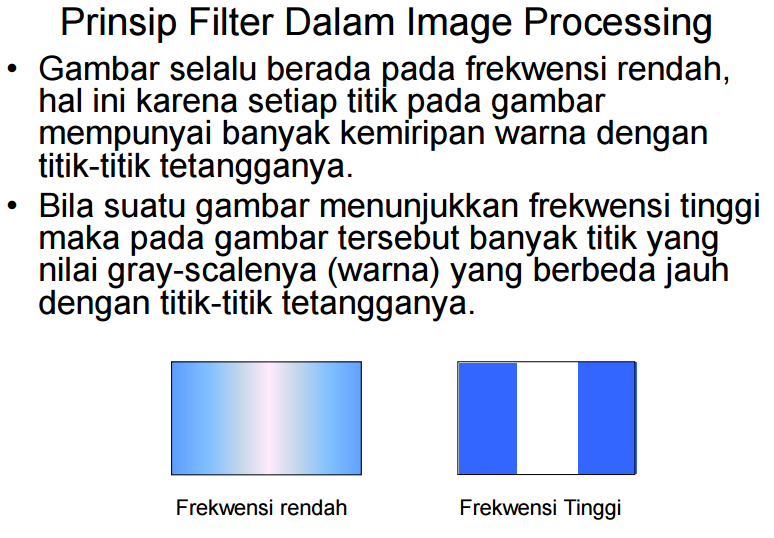 Prinsip Filter Dalam Image Processing
• Gambar selalu berada pada frekwensi rendah,
hal ini karena setiap titik pada gambar
mempunyai banyak kemiripan warna dengan
titik-titik tetangganya.
• Bila suatu gambar menunjukkan frekwensi tinggi
maka pada gambar tersebut banyak titik yang
nilai gray-scalenya (warna) yang berbeda jauh
dengan titik-titik tetangganya.
Frekwensi rendah
Frekwensi Tinggi